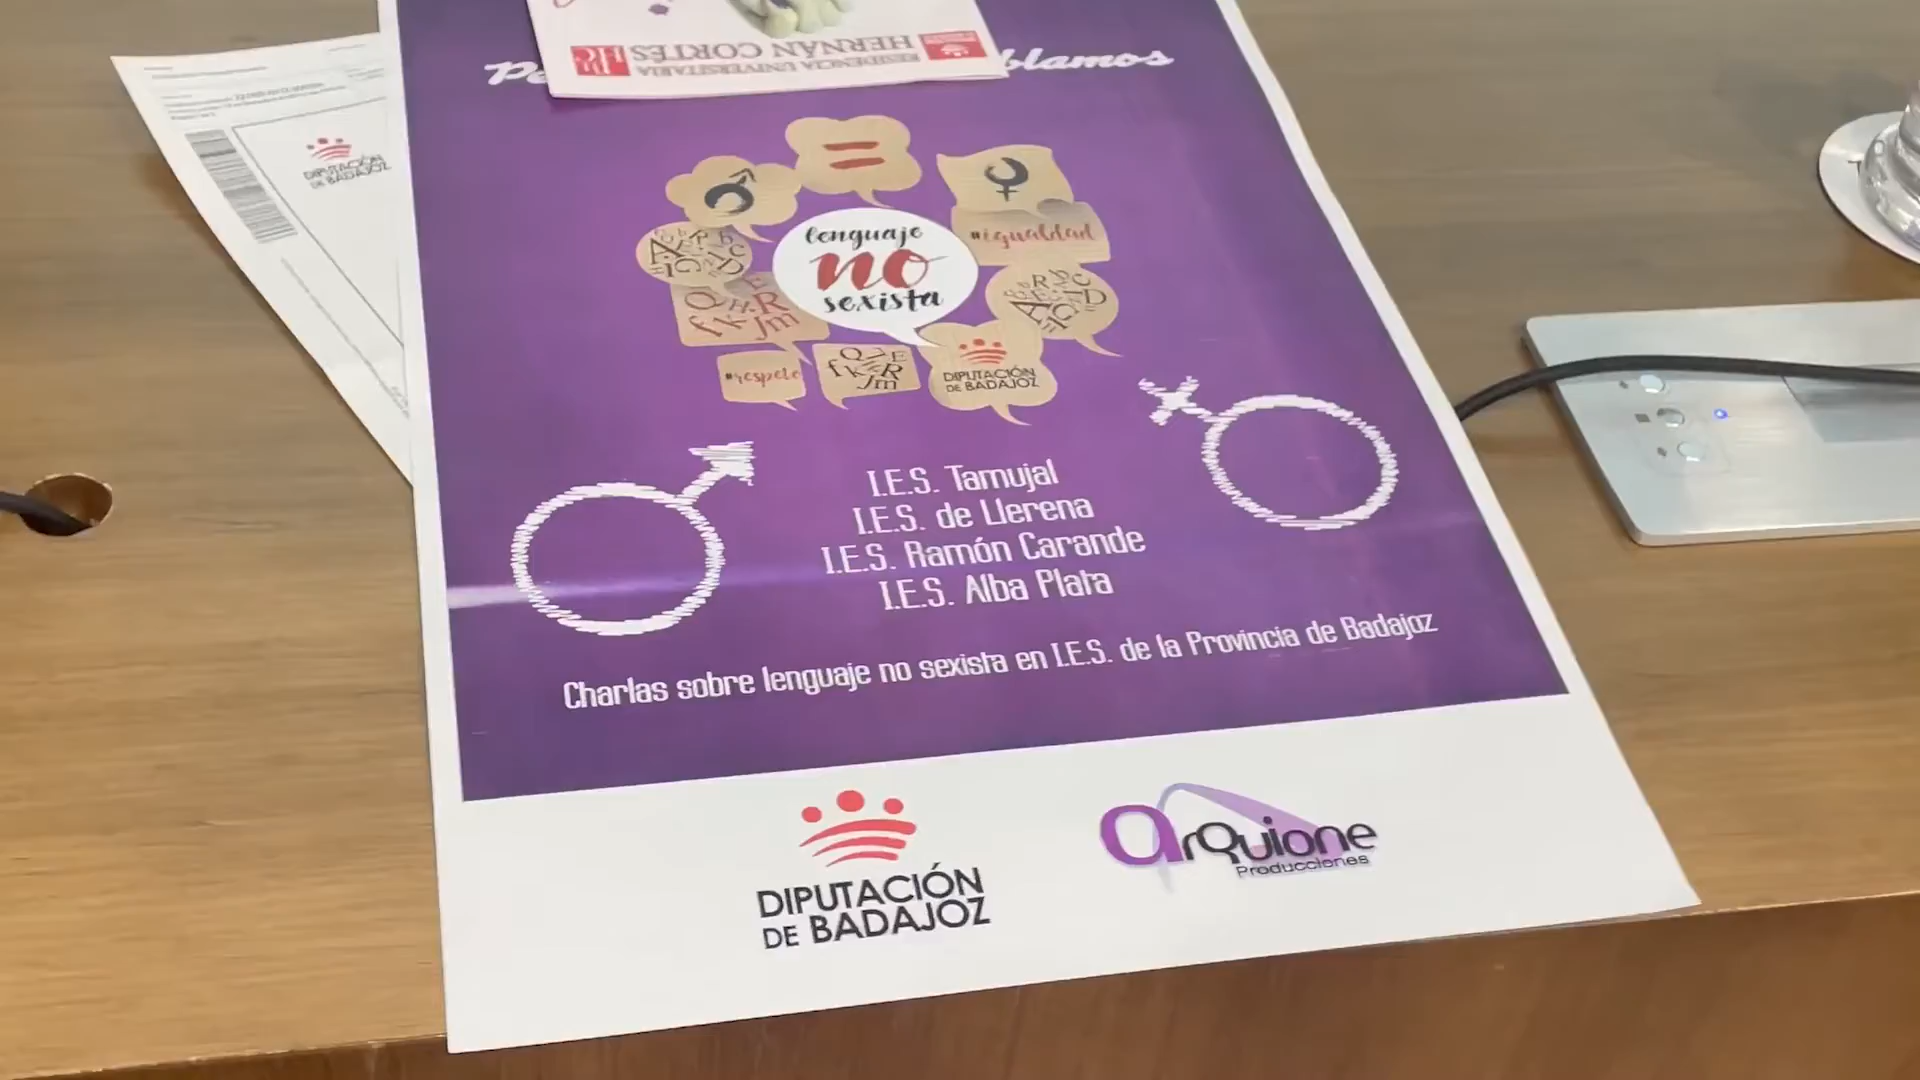 RESIDENCIA UNIVERSITARIA
HERNÁN CORTÉS
blamos
DIPUTACIÓN
DE BADAJOZ
=
lenguaje
no
sexista
#igualdad
#respeto
DIPUTACIÓN
DE BADAJOZ
I.E.S. Tamujal
I.E.S. de Llerena
I.E.S. Ramón Carande
I.E.S. Alba Plata
Charlas sobre lenguaje no sexista en I.E.S. de la Provincia de Badajoz
DIPUTACIÓN
DE BADAJOZ
arQuione
Producciones